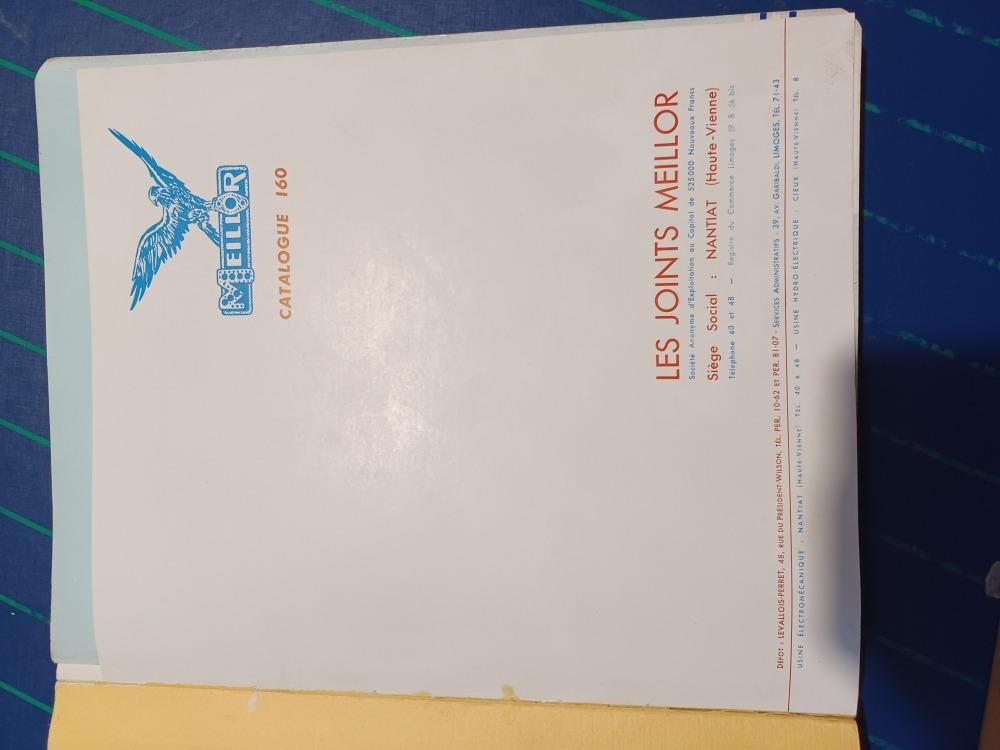 MEILLOR
CATALOGUE 160
LES JOINTS MEILLOR
Société Anonyme d'Exploitation au Capital de 525000 Nouveaux Francs
Siège Social : NANTIAT (Haute-Vienne)
Téléphone 40 et 48 — Registre du Commerce Limoges 59 B 56 bis
DÉPOT : LEVALLOIS-PERRET, 48, RUE DU PRÉSIDENT-WILSON, TÉL. PER. 10-62 ET PER. 81-07 - SERVICES ADMINISTRATIFS : 39, AV. GARIBALDI, LIMOGES, TÉL. 71-43
USINE ÉLECTROMÉCANIQUE : NANTIAT (HAUTE-VIENNE) TÉL. 40 A 48 — USINE HYDRO-ÉLECTRIQUE : CIEUX (HAUTE-VIENNE) TÉL. 8